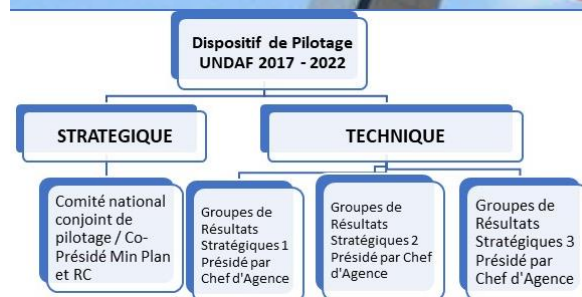 Dispositif de Pilotage
UNDAF 2017 - 2022
STRATEGIQUE
TECHNIQUE
Comité national
conjoint de
pilotage / Co-
Présidé Min Plan
et RC
Groupes de
Résultats
Stratégiques 1
Présidé par
Chef d'Agence
Groupes de
Résultats
Stratégiques 2
Présidé par Chef
d'Agence
Groupes de
Résultats
Stratégiques 3
Présidé par
Chef d'Agence